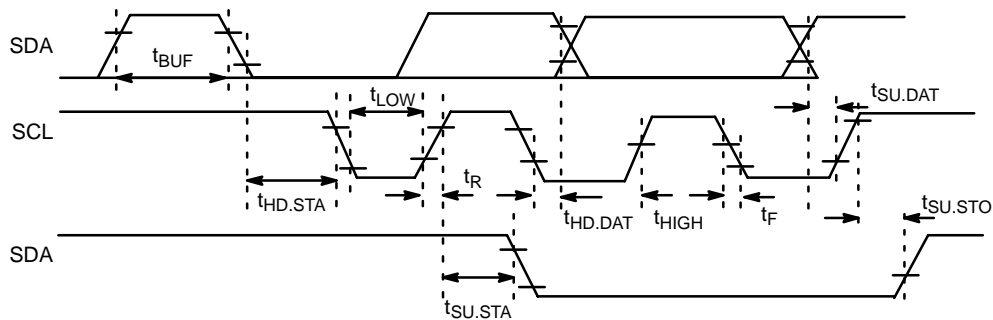 SDA
tBUF
tLOW
tSU.DAT
SCL
tR
tHD.STA
tHD.DAT
tHIGH
tF
tSU.STO
SDA
tSU.STA